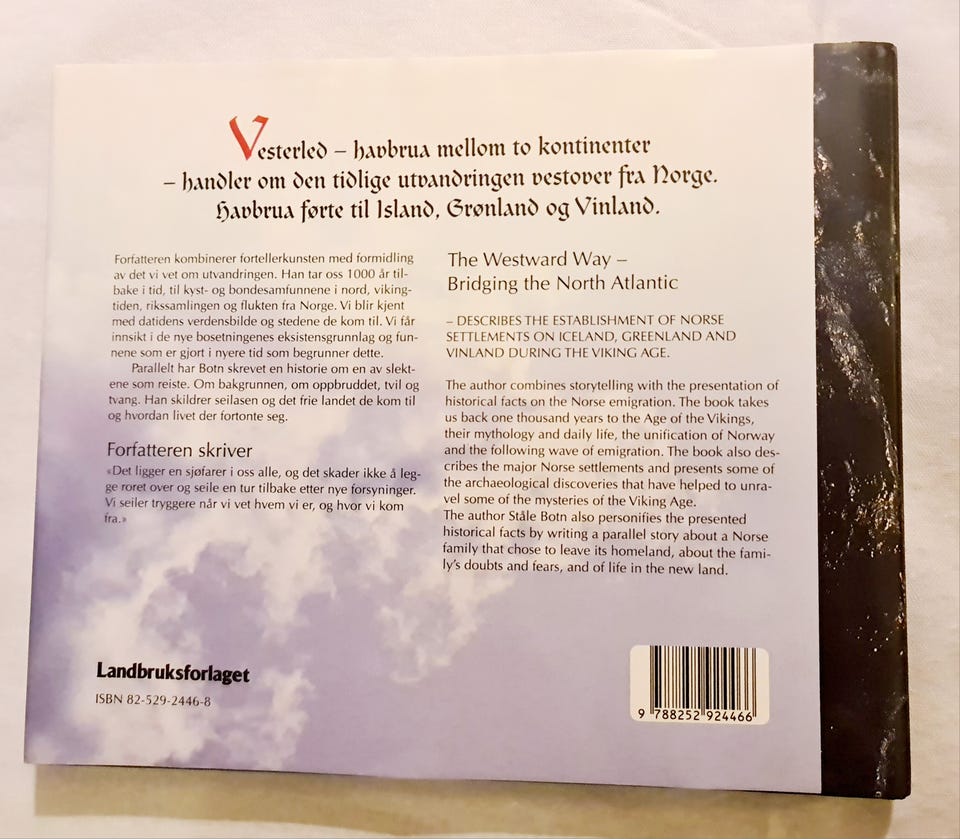 Vesterled – havbrua mellom to kontinenter
– handler om den tidlige utvandringen vestover fra Norge.
Havbrua førte til Island, Grønland og Vinland.
Forfatteren kombinerer fortellerkunsten med formidling
av det vi vet om utvandringen. Han tar oss 1000 år til-
bake i tid, til kyst- og bondesamfunnene i nord, viking-
tiden, rikssamlingen og flukten fra Norge. Vi blir kjent
med datidens verdensbilde og stedene de kom til. Vi får
innsikt i de nye bosetningenes eksistensgrunnlag og fun-
nene som er gjort i nyere tid som begrunner dette.
Parallelt har Botn skrevet en historie om en av slekt-
ene som reiste. Om bakgrunnen, om oppbruddet, tvil og
tvang. Han skildrer seilasen og det frie landet de kom til
og hvordan livet der fortonte seg.
Forfatteren skriver
«Det ligger en sjøfarer i oss alle, og det skader ikke å leg-
ge roret over og seile en tur tilbake etter nye forsyninger.
Vi seiler tryggere når vi vet hvem vi er, og hvor vi kom
fra.»
The Westward Way –
Bridging the North Atlantic
– DESCRIBES THE ESTABLISHMENT OF NORSE
SETTLEMENTS ON ICELAND, GREENLAND AND
VINLAND DURING THE VIKING AGE.
The author combines storytelling with the presentation of
historical facts on the Norse emigration. The book takes
us back one thousand years to the Age of the Vikings,
their mythology and daily life, the unification of Norway
and the following wave of emigration. The book also des-
cribes the major Norse settlements and presents some of
the archaeological discoveries that have helped to unra-
vel some of the mysteries of the Viking Age.
The author Ståle Botn also personifies the presented
historical facts by writing a parallel story about a Norse
family that chose to leave its homeland, about the fami-
ly's doubts and fears, and of life in the new land.
Landbruksforlaget
ISBN 82-529-2446-8
9 788252 924466